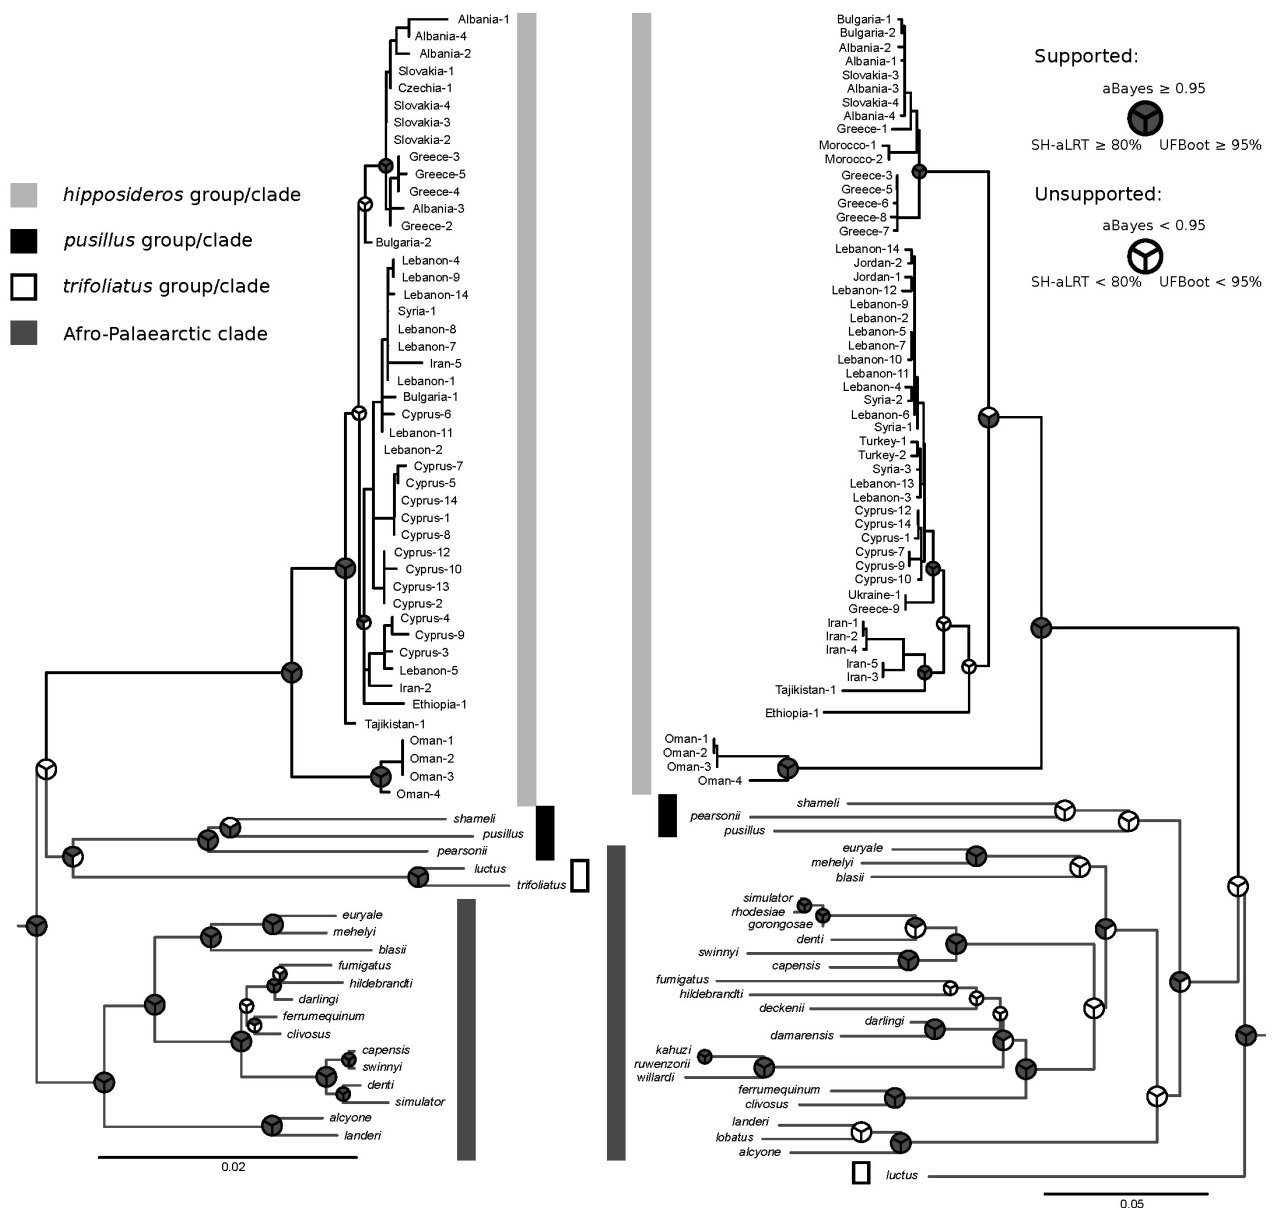 hipposideros group/clade
pusillus group/clade
trifoliatus group/clade
Afro-Palaearctic clade
Albania-1
Albania-4
Albania-2
Slovakia-1
Czechia-1
Slovakia-4
Slovakia-3
Slovakia-2
Greece-3
Greece-5
Greece-4
Albania-3
Greece-2
Bulgaria-2
Lebanon-4
Lebanon-9
Lebanon-14
Syria-1
Lebanon-8
Lebanon-7
Iran-5
Lebanon-1
Bulgaria-1
Cyprus-6
Lebanon-11
Lebanon-2
Cyprus-7
Cyprus-5
Cyprus-14
Cyprus-1
Cyprus-8
Cyprus-12
Cyprus-10
Cyprus-13
Cyprus-2
Cyprus-4
Cyprus-9
Cyprus-3
Lebanon-5
Iran-2
Ethiopia-1
Tajikistan-1
Oman-1
Oman-2
Oman-3
Oman-4
shameli
pusillus
pearsonii
luctus
trifoliatus
euryale
mehelyi
blasii
fumigatus
hildebrandti
darlingi
ferrumequinum
clivosus
capensis
swinnyi
denti
simulator
alcyone
landeri
0.02
Bulgaria-1
Bulgaria-2
Albania-2
Albania-1
Slovakia-3
Albania-3
Slovakia-4
Albania-4
Greece-1
Morocco-1
Morocco-2
Greece-3
Greece-5
Greece-6
Greece-8
Greece-7
Lebanon-14
Jordan-2
Jordan-1
Lebanon-12
Lebanon-9
Lebanon-2
Lebanon-5
Lebanon-7
Lebanon-10
Lebanon-11
Lebanon-4
Syria-2
Lebanon-6
Syria-1
Turkey-1
Turkey-2
Syria-3
Lebanon-13
Lebanon-3
Cyprus-12
Cyprus-14
Cyprus-1
Cyprus-7
Cyprus-9
Cyprus-10
Ukraine-1
Greece-9
Iran-1
Iran-2
Iran-4
Iran-5
Iran-3
Tajikistan-1
Ethiopia-1
Oman-1
Oman-2
Oman-3
Oman-4
shameli
pearsonii
pusillus
euryale
mehelyi
blasii
simulator
rhodesiae
gorongosae
denti
swinnyi
capensis
fumigatus
hildebrandti
deckenii
darlingi
damarensis
kahuzi
ruwenzorii
willardi
ferrumequinum
clivosus
landeri
lobatus
alcyone
luctus
0.05
Supported:
aBayes ≥ 0.95
SH-aLRT ≥ 80% UFBoot ≥ 95%
Unsupported:
aBayes < 0.95
SH-aLRT < 80% UFBoot < 95%